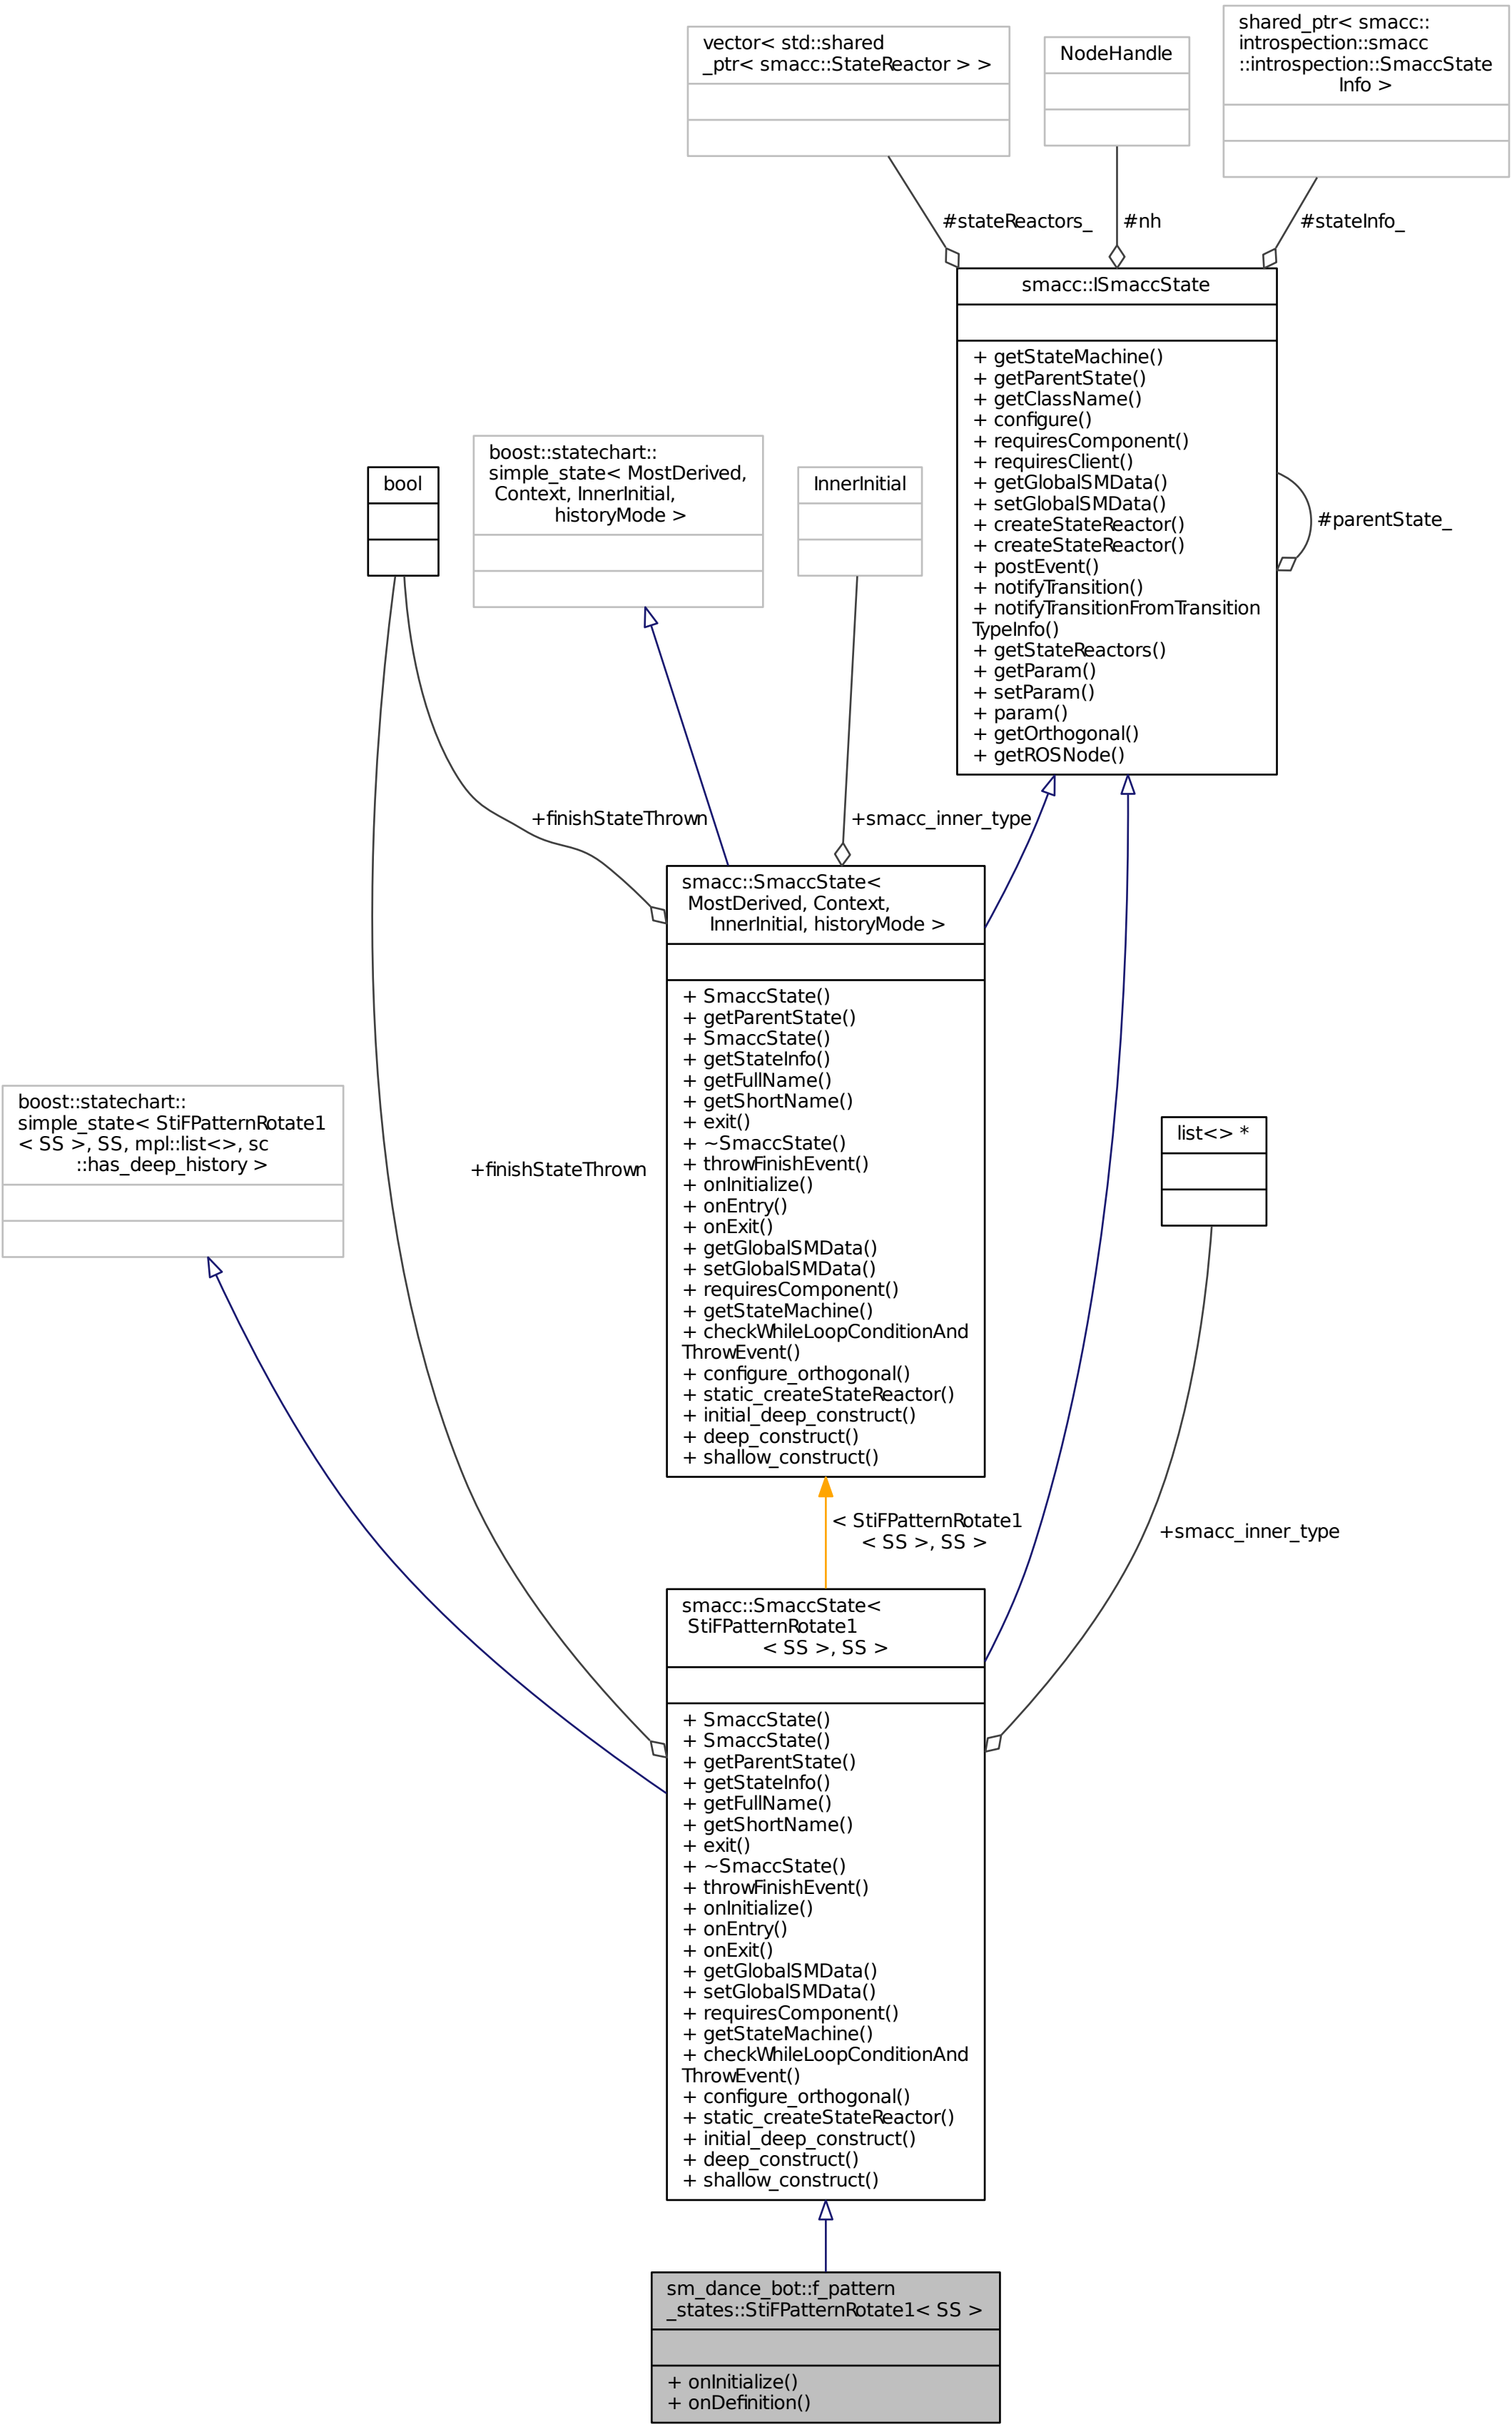 vector< std::shared
_ptr< smacc::StateReactor > >
NodeHandle
shared_ptr< smacc::
introspection::smacc
::introspection::SmaccState
Info >
#stateReactors_
#nh
#stateInfo_
smacc::ISmaccState
+ getStateMachine()
+ getParentState()
+ getClassName()
+ configure()
+ requiresComponent()
+ requiresClient()
+ getGlobalSMData()
+ setGlobalSMData()
+ createStateReactor()
+ createStateReactor()
+ postEvent()
+ notifyTransition()
+ notifyTransitionFromTransition
TypeInfo()
+ getStateReactors()
+ getParam()
+ setParam()
+ param()
+ getOrthogonal()
+ getROSNode()
#parentState_
bool
boost::statechart::
simple_state< MostDerived,
Context, InnerInitial,
historyMode >
InnerInitial
+finishStateThrown
+smacc_inner_type
smacc::SmaccState<
MostDerived, Context,
InnerInitial, historyMode >
+ SmaccState()
+ getParentState()
+ SmaccState()
+ getStateInfo()
+ getFullName()
+ getShortName()
+ exit()
+ ~SmaccState()
+ throwFinishEvent()
+ onInitialize()
+ onEntry()
+ onExit()
+ getGlobalSMData()
+ setGlobalSMData()
+ requiresComponent()
+ getStateMachine()
+ checkWhileLoopConditionAnd
ThrowEvent()
+ configure_orthogonal()
+ static_createStateReactor()
+ initial_deep_construct()
+ deep_construct()
+ shallow_construct()
boost::statechart::
simple_state< StiFPatternRotate1
< SS >, SS, mpl::list<>, sc
::has_deep_history >
+finishStateThrown
list<> *
< StiFPatternRotate1
< SS >, SS >
+smacc_inner_type
smacc::SmaccState<
StiFPatternRotate1
< SS >, SS >
+ SmaccState()
+ SmaccState()
+ getParentState()
+ getStateInfo()
+ getFullName()
+ getShortName()
+ exit()
+ ~SmaccState()
+ throwFinishEvent()
+ onInitialize()
+ onEntry()
+ onExit()
+ getGlobalSMData()
+ setGlobalSMData()
+ requiresComponent()
+ getStateMachine()
+ checkWhileLoopConditionAnd
ThrowEvent()
+ configure_orthogonal()
+ static_createStateReactor()
+ initial_deep_construct()
+ deep_construct()
+ shallow_construct()
sm_dance_bot::f_pattern
_states::StiFPatternRotate1< SS >
+ onInitialize()
+ onDefinition()